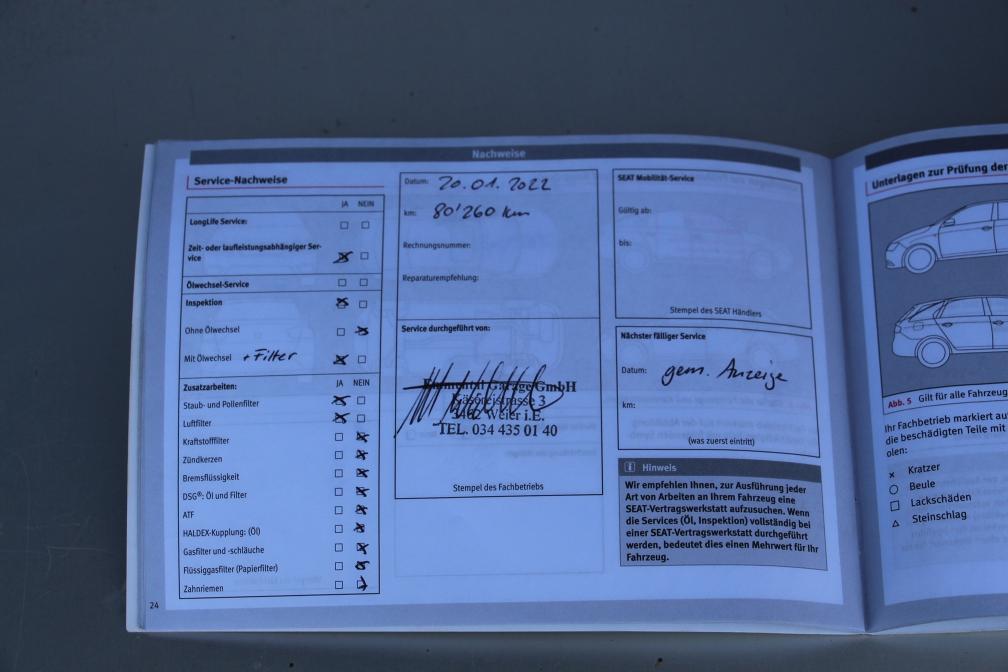 Nachweise
Service-Nachweise
JA NEIN
LongLife Service:
Zeit- oder laufleistungsabhängiger Ser-
vice
Ölwechsel-Service
Inspektion
Ohne Ölwechsel
Mit Ölwechsel + Filter
Zusatzarbeiten: JA NEIN
Staub- und Pollenfilter
Luftfilter
Kraftstofffilter
Zündkerzen
Bremsflüssigkeit
DSG®: Öl und Filter
ATF
HALDEX-Kupplung: (Öl)
Gasfilter und -schläuche
Flüssiggasfilter (Papierfilter)
Zahnriemen
24
Datum: 20.01.2022
km: 80'260 km
Rechnungsnummer:
Reparaturempfehlung:
Service durchgeführt von:
Garage GmbH
Käsereistrasse 3
3462 Weier i.E.
TEL. 034 435 01 40
Stempel des Fachbetriebs
SEAT Mobilität-Service
Gültig ab:
bis:
Stempel des SEAT Händlers
Nächster fälliger Service
Datum: gem. Anzeige
km:
(was zuerst eintritt)
Hinweis
Wir empfehlen Ihnen, zur Ausführung jeder
Art von Arbeiten an Ihrem Fahrzeug eine
SEAT-Vertragswerkstatt aufzusuchen. Wenn
die Services (Öl, Inspektion) vollständig bei
einer SEAT-Vertragswerkstatt durchgeführt
werden, bedeutet dies einen Mehrwert für Ihr
Fahrzeug.
Unterlagen zur Prüfung der
Abb. 5 Gilt für alle Fahrzeug
Ihr Fachbetrieb markiert au
die beschädigten Teile mit
olen:
Kratzer
Beule
Lackschäden
Steinschlag